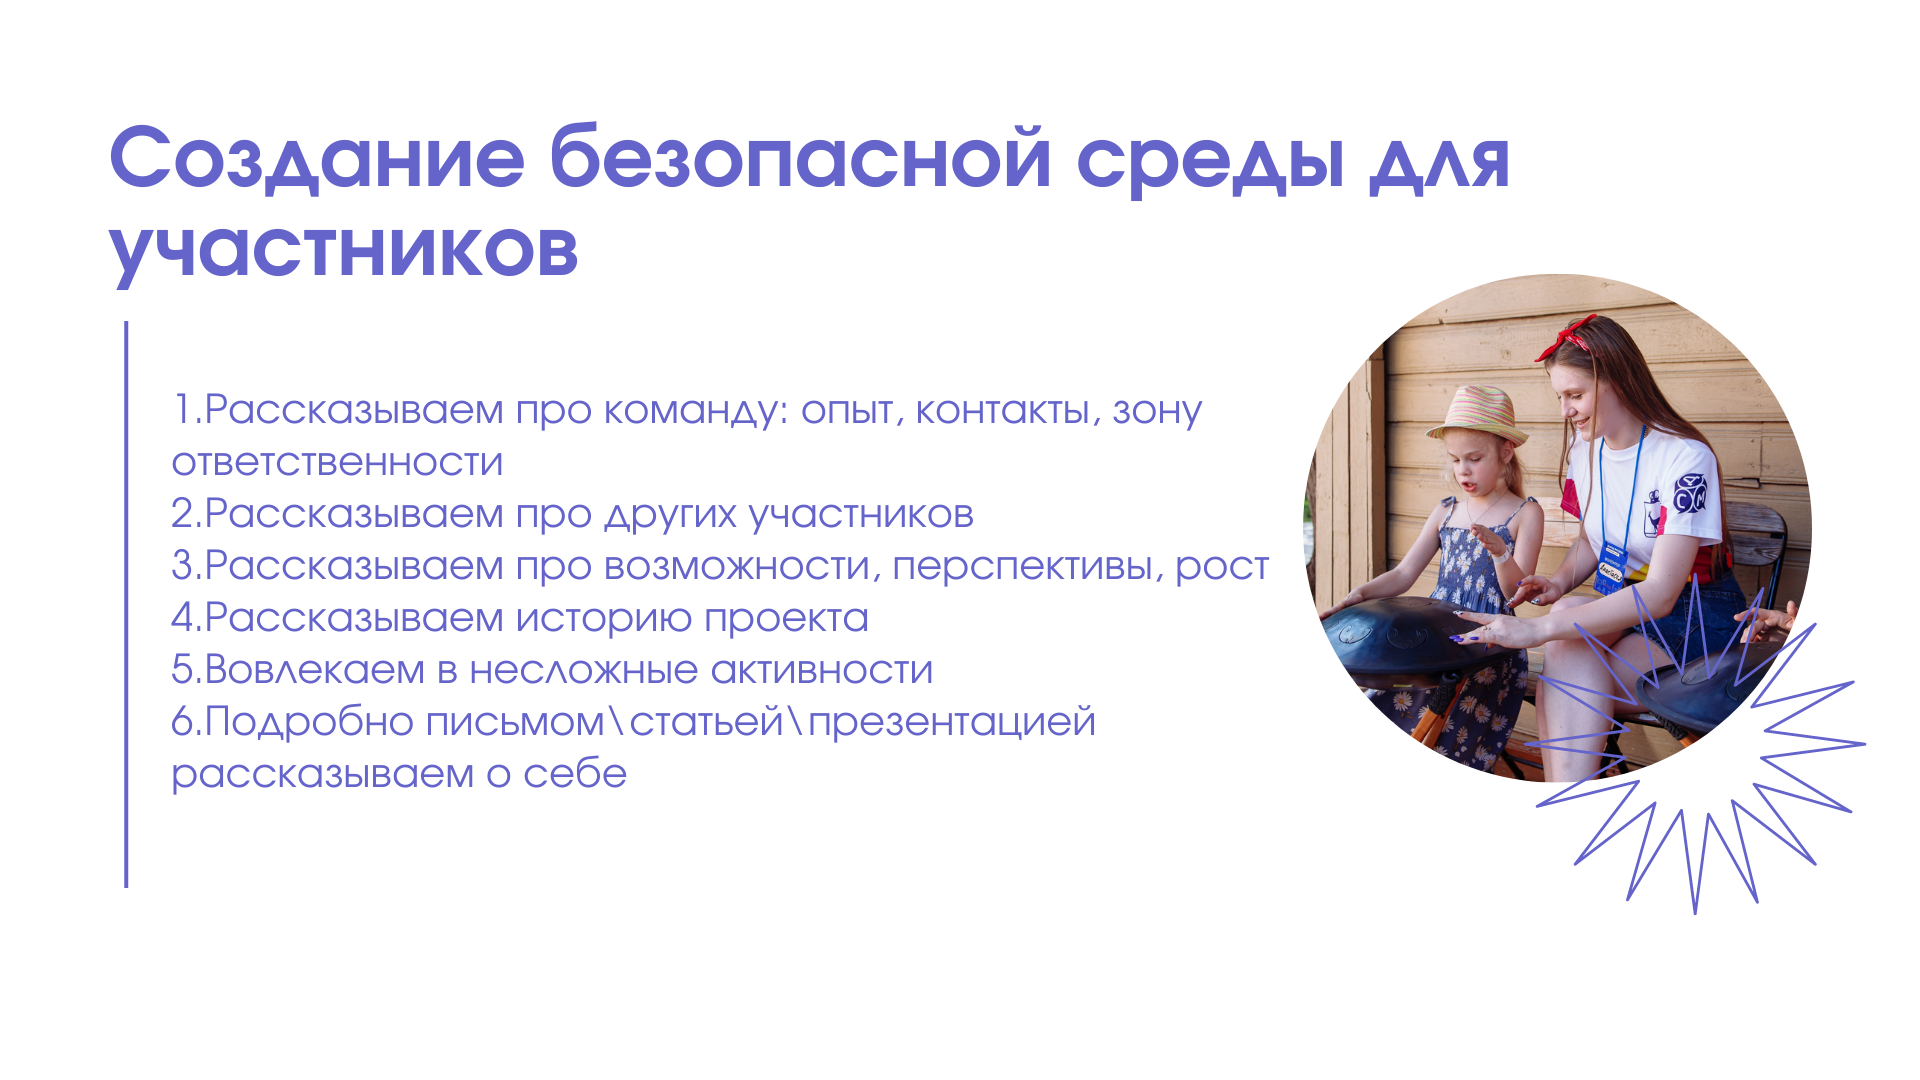 Создание безопасной среды для
участников
1.Рассказываем про команду: опыт, контакты, зону
ответственности
2.Рассказываем про других участников
3.Рассказываем про возможности, перспективы, рост
4.Рассказываем историю проекта
5.Вовлекаем в несложные активности
6.Подробно письмом\статьей\презентацией
рассказываем о себе